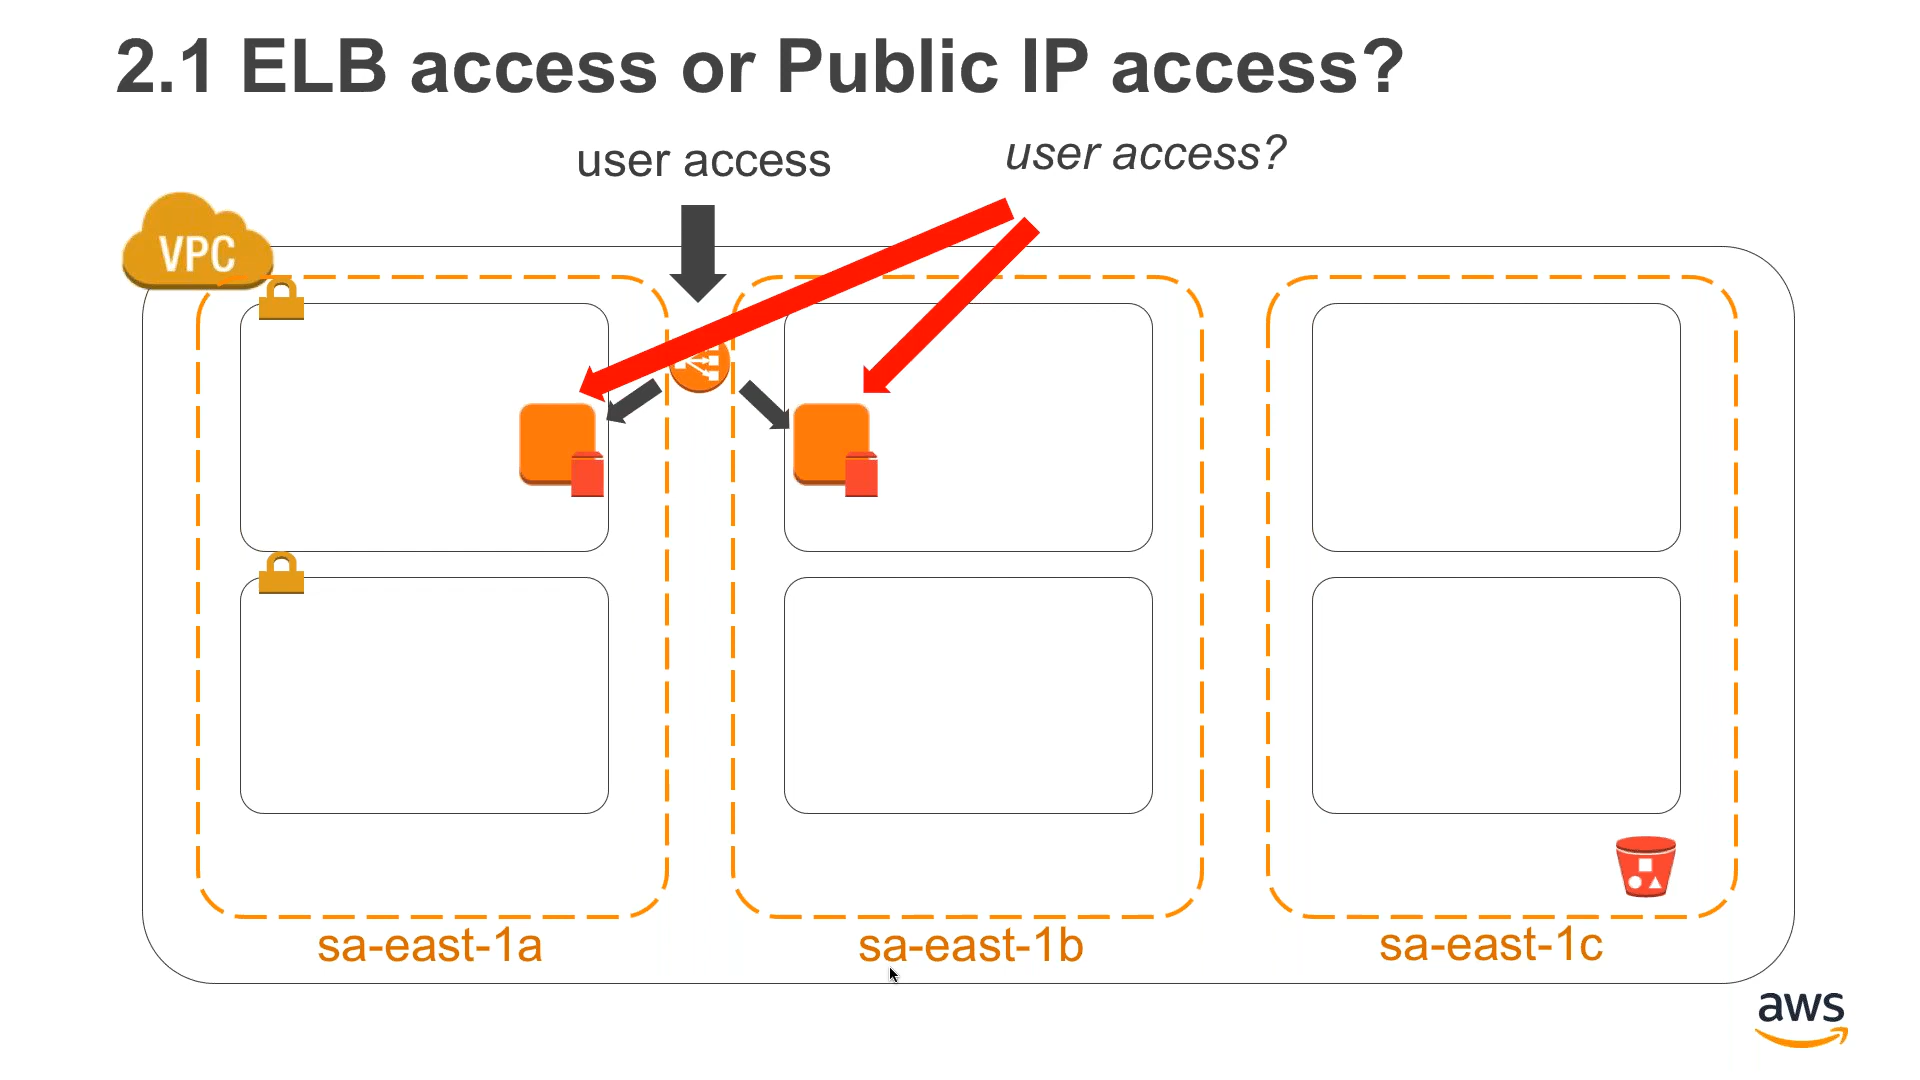 2.1 ELB access or Public IP access?
user access
user access?
VPC
sa-east-1a
sa-east-1b
sa-east-1c
aws